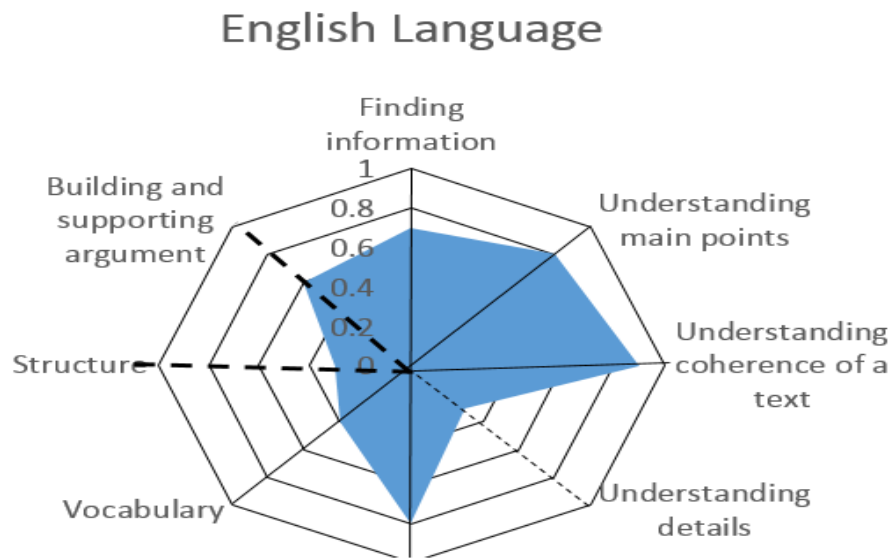 English Language
Finding
information
1
0.8
0.6
0.4
0.2
0
Building and
supporting
argument
Understanding
main points
Structure
Understanding
coherence of a
text
Vocabulary
Understanding
details